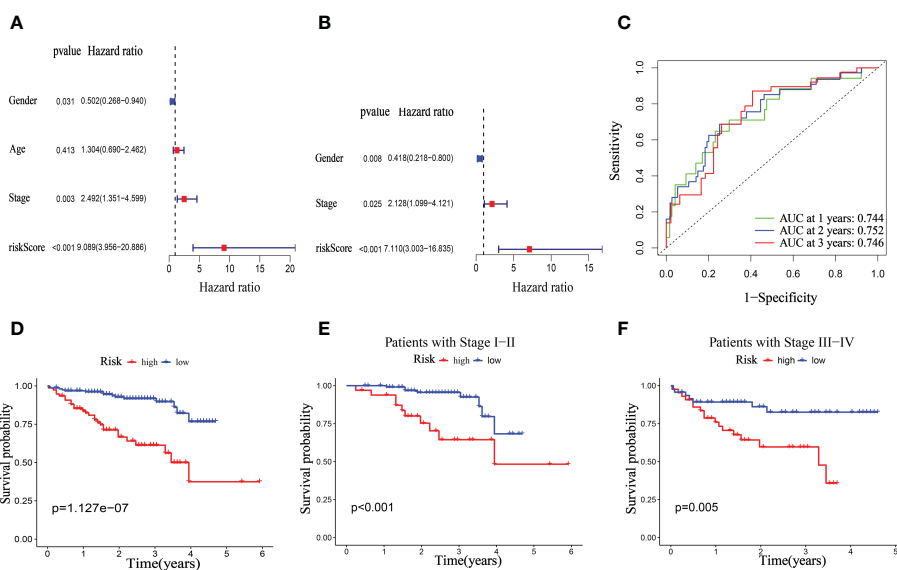 A
pvalue Hazard ratio
Gender 0.031 0.502(0.268−0.940)
Age 0.413 1.304(0.690−2.462)
Stage 0.003 2.492(1.351−4.599)
riskScore <0.001 9.089(3.956−20.886)
0 5 10 15 20
Hazard ratio
B
pvalue Hazard ratio
Gender 0.008 0.418(0.218−0.800)
Stage 0.025 2.128(1.099−4.121)
riskScore <0.001 7.110(3.003−16.835)
0 5 10 15
Hazard ratio
C
Sensitivity
1.0
0.8
0.6
0.4
0.2
0.0
AUC at 1 years: 0.744
AUC at 2 years: 0.752
AUC at 3 years: 0.746
0.0 0.2 0.4 0.6 0.8 1.0
1−Specificity
D
Risk high low
Survival probability
1.00
0.75
0.50
0.25
0.00
p=1.127e−07
0 1 2 3 4 5 6
Time(years)
E
Patients with Stage I−II
Risk high low
Survival probability
1.00
0.75
0.50
0.25
0.00
p<0.001
0 1 2 3 4 5 6
Time(years)
F
Patients with Stage III−IV
Risk high low
Survival probability
1.00
0.75
0.50
0.25
0.00
p=0.005
0 1 2 3 4 5
Time(years)